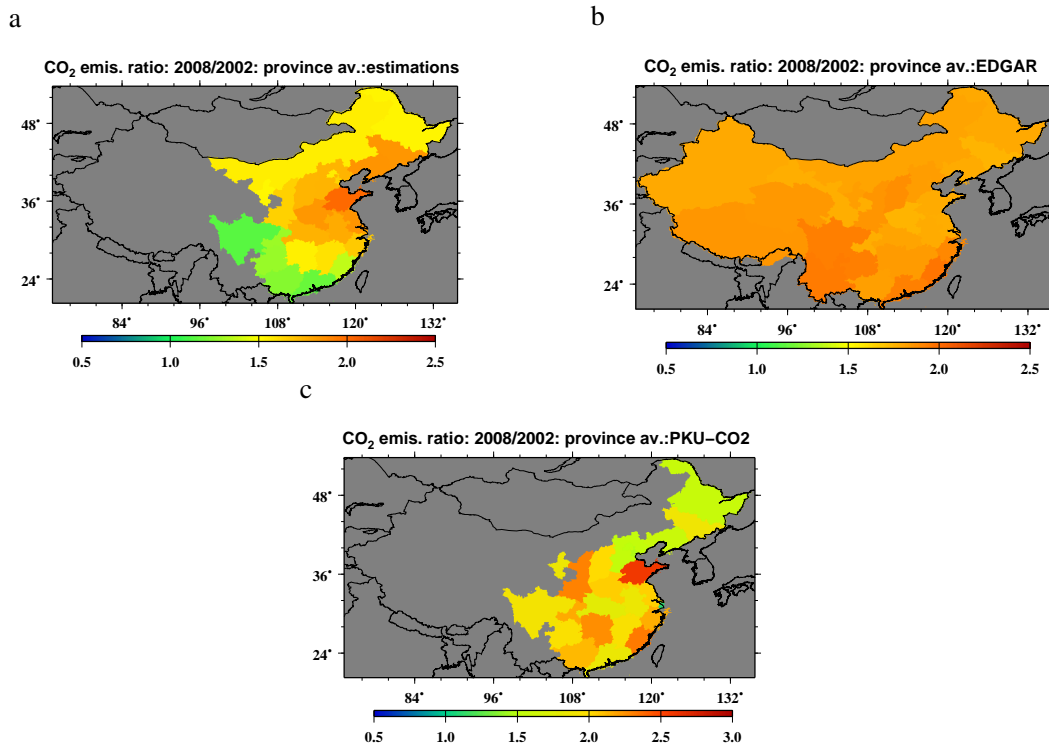 a
CO2 emis. ratio: 2008/2002: province av.:estimations
48°
36°
24°
84° 96° 108° 120° 132°
0.5 1.0 1.5 2.0 2.5
b
CO2 emis. ratio: 2008/2002: province av.:EDGAR
48°
36°
24°
84° 96° 108° 120° 132°
0.5 1.0 1.5 2.0 2.5
c
CO2 emis. ratio: 2008/2002: province av.:PKU−CO2
48°
36°
24°
84° 96° 108° 120° 132°
0.5 1.0 1.5 2.0 2.5 3.0